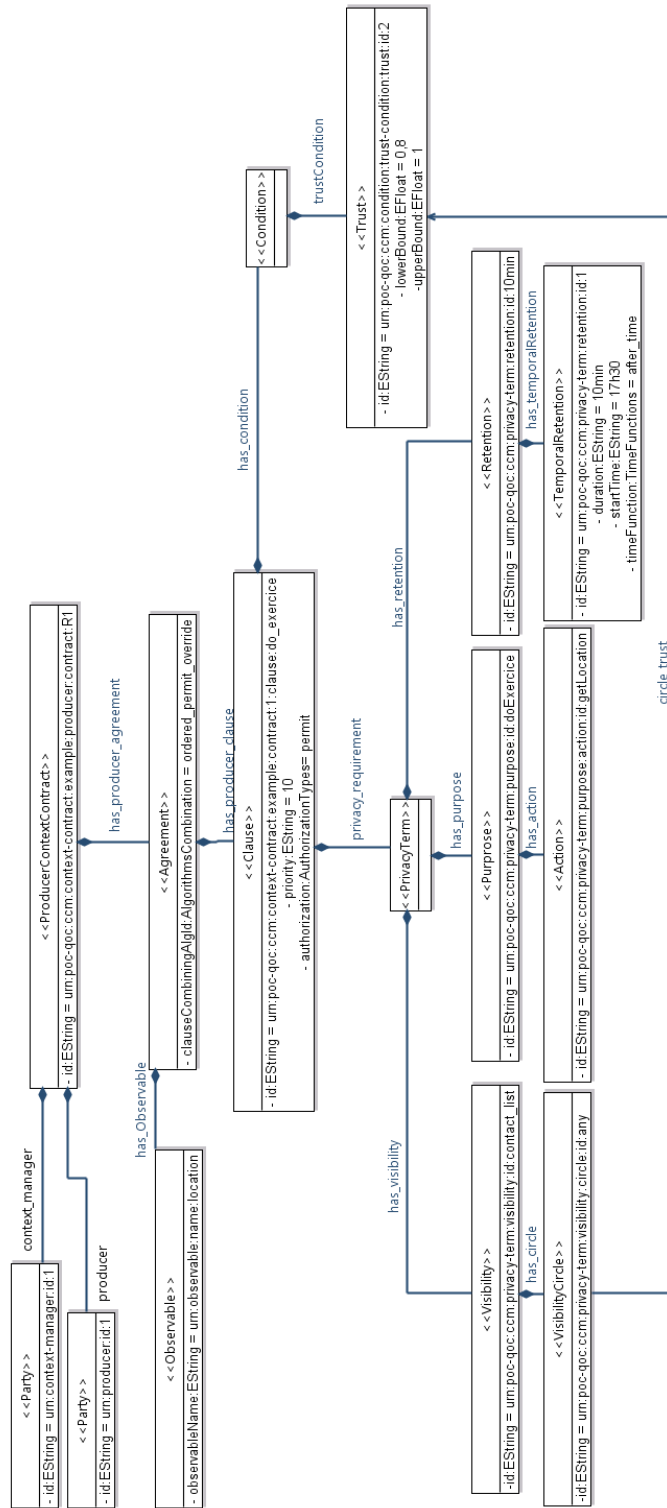 <<Party>>
- id:EString = urn:context-manager:id:1
context_manager
<<Party>>
- id:EString = urn:producer:id:1
producer
<<ProducerContextContract>>
- id:EString = urn:poc-qoc:ccm:context-contract:example:producer:contract:R1
has_producer_agreement
<<Observable>>
- observableName:EString = urn:observable:name:location
has_Observable
<<Agreement>>
- clauseCombiningAlgId:AlgorithmsCombination = ordered_permit_override
has_producer_clause
<<Clause>>
- id:EString = urn:poc-qoc:ccm:context-contract:example:contract:1:clause:do_exercice
- priority:EString = 10
- authorization:AuthorizationTypes= permit
has_condition
<<Condition>>
trustCondition
<<Trust>>
- id:EString = urn:poc-qoc:ccm:condition:trust-condition:trust:id:2
- lowerBound:EFloat = 0,8
-upperBound:EFloat = 1
privacy_requirement
<<PrivacyTerm>>
has_visibility
has_purpose
has_retention
<<Visibility>>
-id:EString = urn:poc-qoc:ccm:privacy-term:visibility:id:contact_list
has_circle
<<VisibilityCircle>>
-id:EString = urn:poc-qoc:ccm:privacy-term:visibility:circle:id:any
<<Purprose>>
- id:EString = urn:poc-qoc:ccm:privacy-term:purpose:id:doExercice
has_action
<<Action>>
- id:EString = urn:poc-qoc:ccm:privacy-term:purpose:action:id:getLocation
<<Retention>>
- id:EString = urn:poc-qoc:ccm:privacy-term:retention:id:10min
has_temporalRetention
<<TemporalRetention>>
- id:EString = urn:poc-qoc:ccm:privacy-term:retention:id:1
- duration:EString = 10min
- startTime:EString = 17h30
- timeFunction:TimeFunctions = after_time
circle_trust